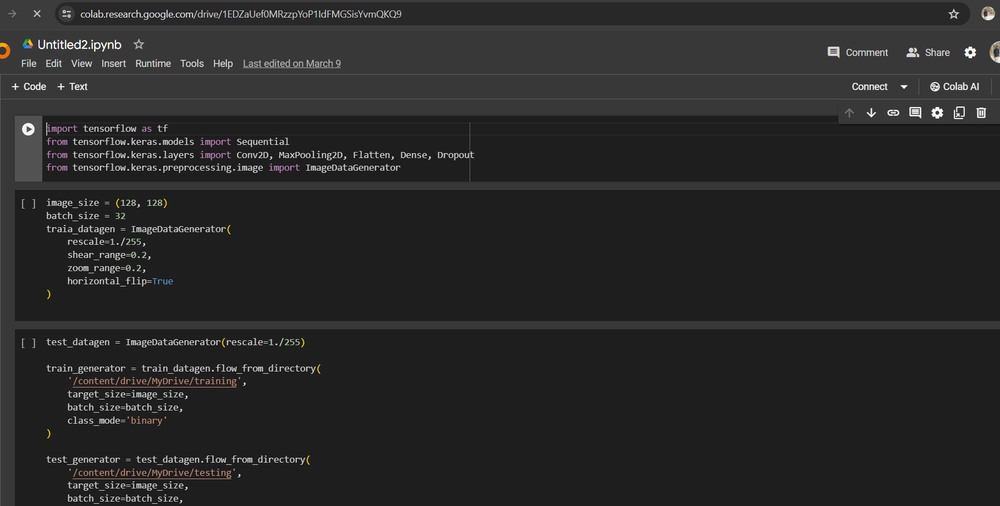 colab.research.google.com/drive/1EDZaUef0MRzzpYoP1IdFMGSisYvmQKQ9
Untitled2.ipynb
Comment Share
File Edit View Insert Runtime Tools Help Last edited on March 9
+ Code + Text Connect Colab AI
import tensorflow as tf
from tensorflow.keras.models import Sequential
from tensorflow.keras.layers import Conv2D, MaxPooling2D, Flatten, Dense, Dropout
from tensorflow.keras.preprocessing.image import ImageDataGenerator
[ ] image_size = (128, 128)
batch_size = 32
traia_datagen = ImageDataGenerator(
rescale=1./255,
shear_range=0.2,
zoom_range=0.2,
horizontal_flip=True
)
[ ] test_datagen = ImageDataGenerator(rescale=1./255)
train_generator = train_datagen.flow_from_directory(
'/content/drive/MyDrive/training',
target_size=image_size,
batch_size=batch_size,
class_mode='binary'
)
test_generator = test_datagen.flow_from_directory(
'/content/drive/MyDrive/testing',
target_size=image_size,
batch_size=batch_size,